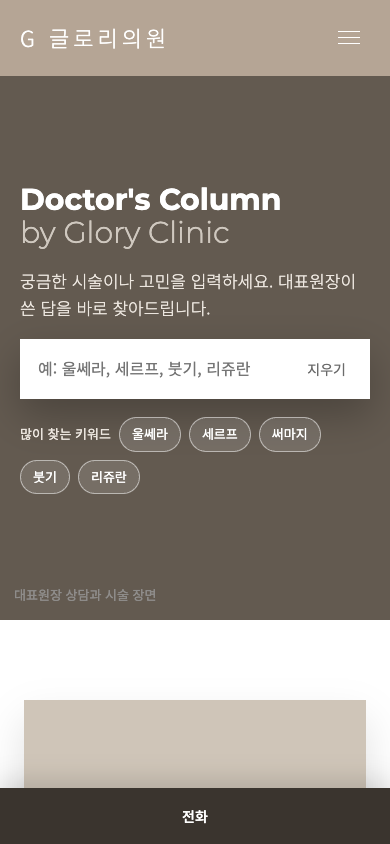 G 글로리의원
Doctor's Column
by Glory Clinic
궁금한 시술이나 고민을 입력하세요. 대표원장이
쓴 답을 바로 찾아드립니다.
예: 울쎄라, 세르프, 붓기, 리쥬란 지우기
많이 찾는 키워드 울쎄라 세르프 써마지
붓기 리쥬란
대표원장 상담과 시술 장면
전화